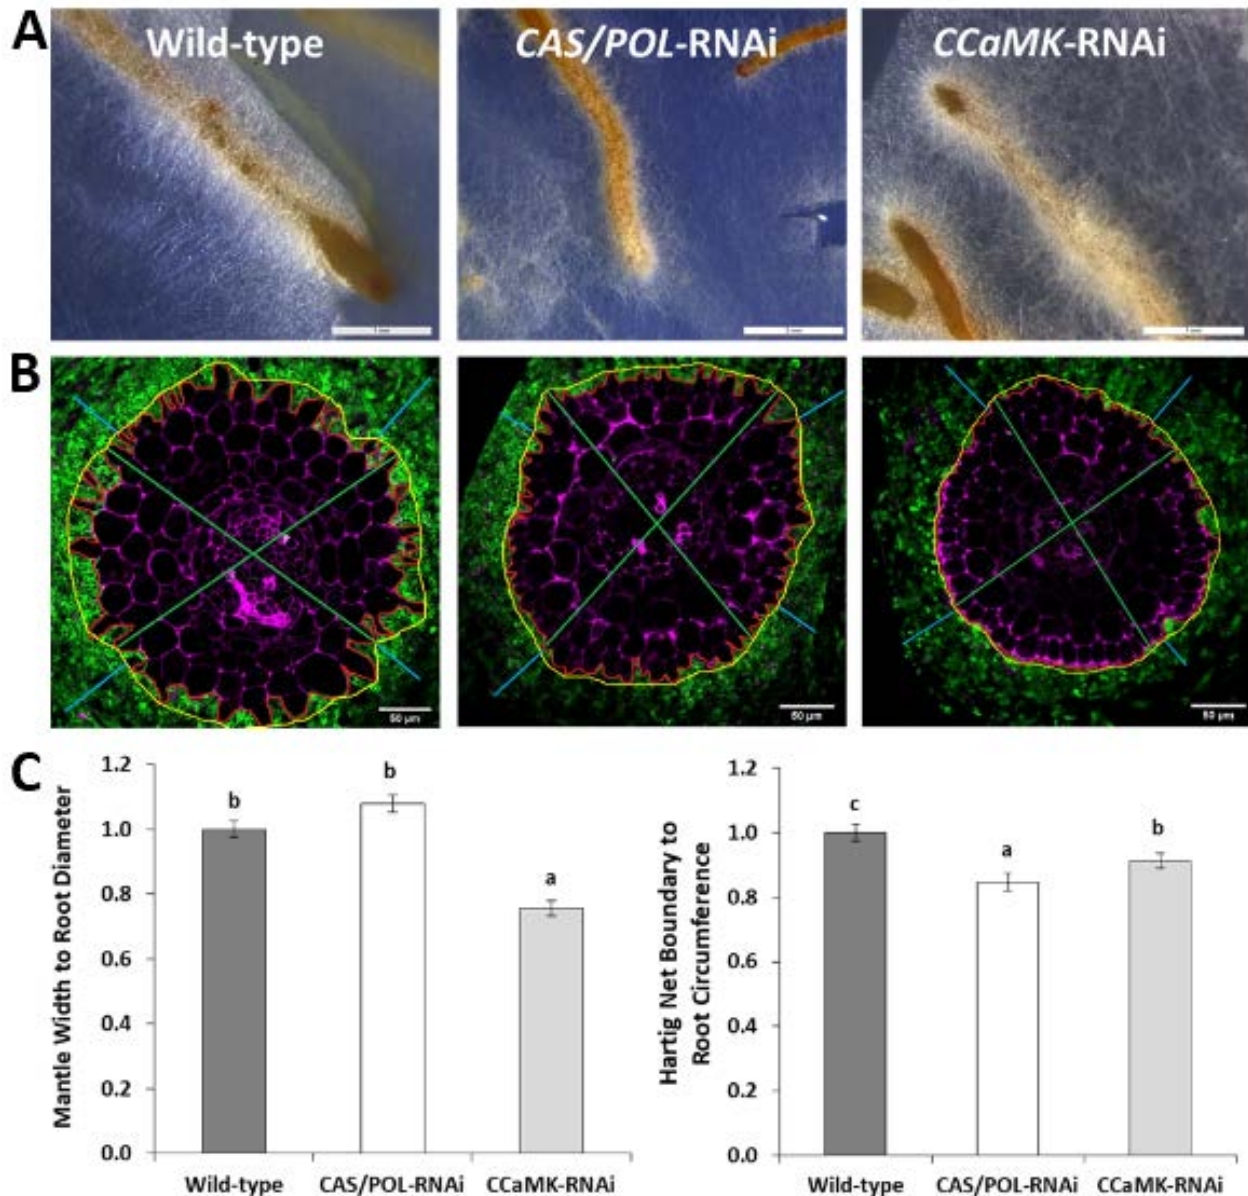 A
Wild-type
CAS/POL-RNAi
CCaMK-RNAi
B
50 µm
50 µm
50 µm
C
Mantle Width to Root Diameter
1.2
1.0
0.8
0.6
0.4
0.2
0.0
b
b
a
Wild-type
CAS/POL-RNAi
CCaMK-RNAi
Hartig Net Boundary to
Root Circumference
1.2
1.0
0.8
0.6
0.4
0.2
0.0
c
a
b
Wild-type
CAS/POL-RNAi
CCaMK-RNAi